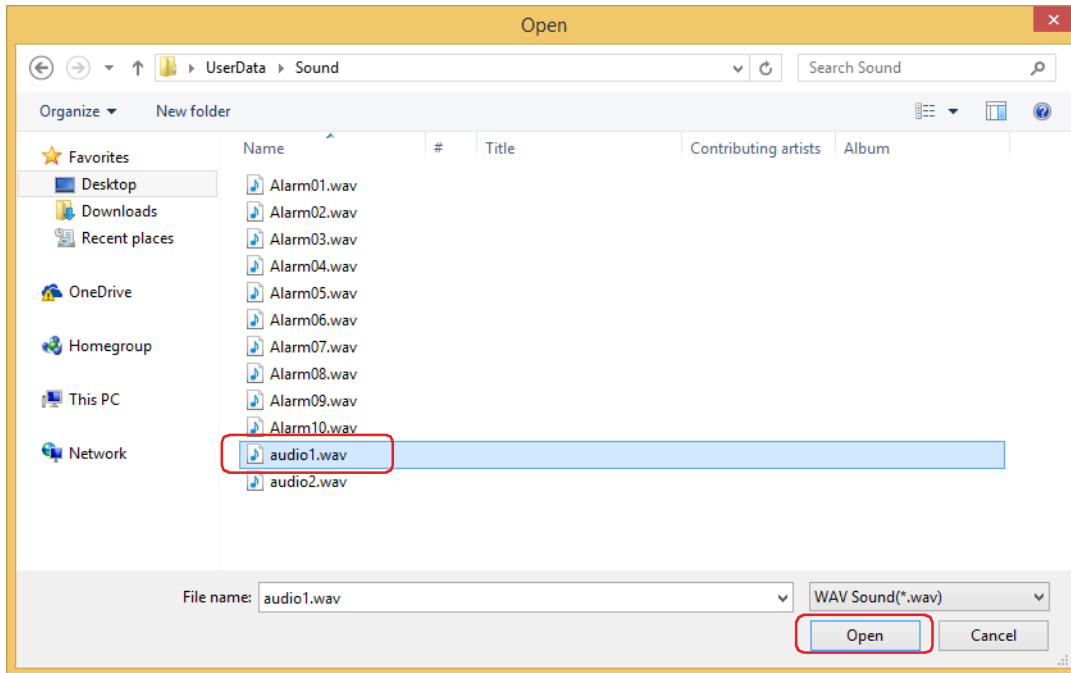 Open
UserData Sound
Search Sound
Organize New folder
Name # Title Contributing artists Album
Favorites
Desktop
Downloads
Recent places
OneDrive
Homegroup
This PC
Network
Alarm01.wav
Alarm02.wav
Alarm03.wav
Alarm04.wav
Alarm05.wav
Alarm06.wav
Alarm07.wav
Alarm08.wav
Alarm09.wav
Alarm10.wav
audio1.wav
audio2.wav
File name: audio1.wav WAV Sound(*.wav)
Open Cancel